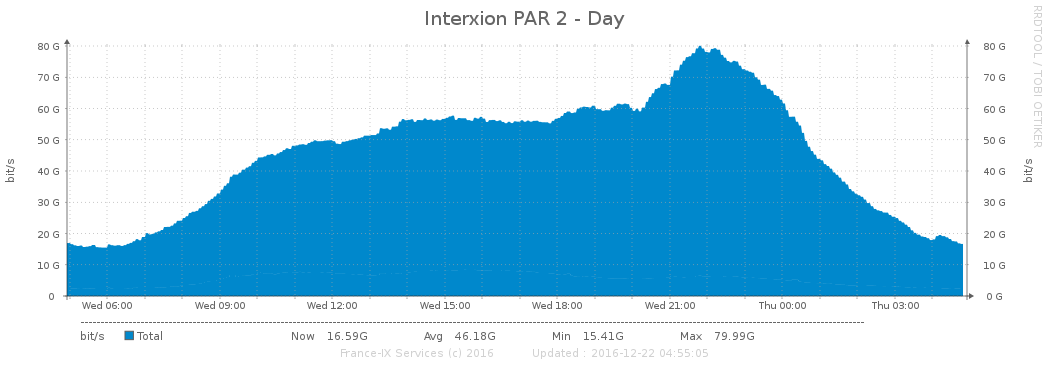 Interxion PAR 2 - Day
RRDTOOL / TOBI OETIKER
80 G 80 G
70 G 70 G
60 G 60 G
50 G 50 G
40 G 40 G
30 G 30 G
20 G 20 G
10 G 10 G
0 0 G
bit/s bit/s
Wed 06:00 Wed 09:00 Wed 12:00 Wed 15:00 Wed 18:00 Wed 21:00 Thu 00:00 Thu 03:00
bit/s Total Now 16.59G Avg 46.18G Min 15.41G Max 79.99G
France-IX Services (c) 2016 Updated : 2016-12-22 04:55:05